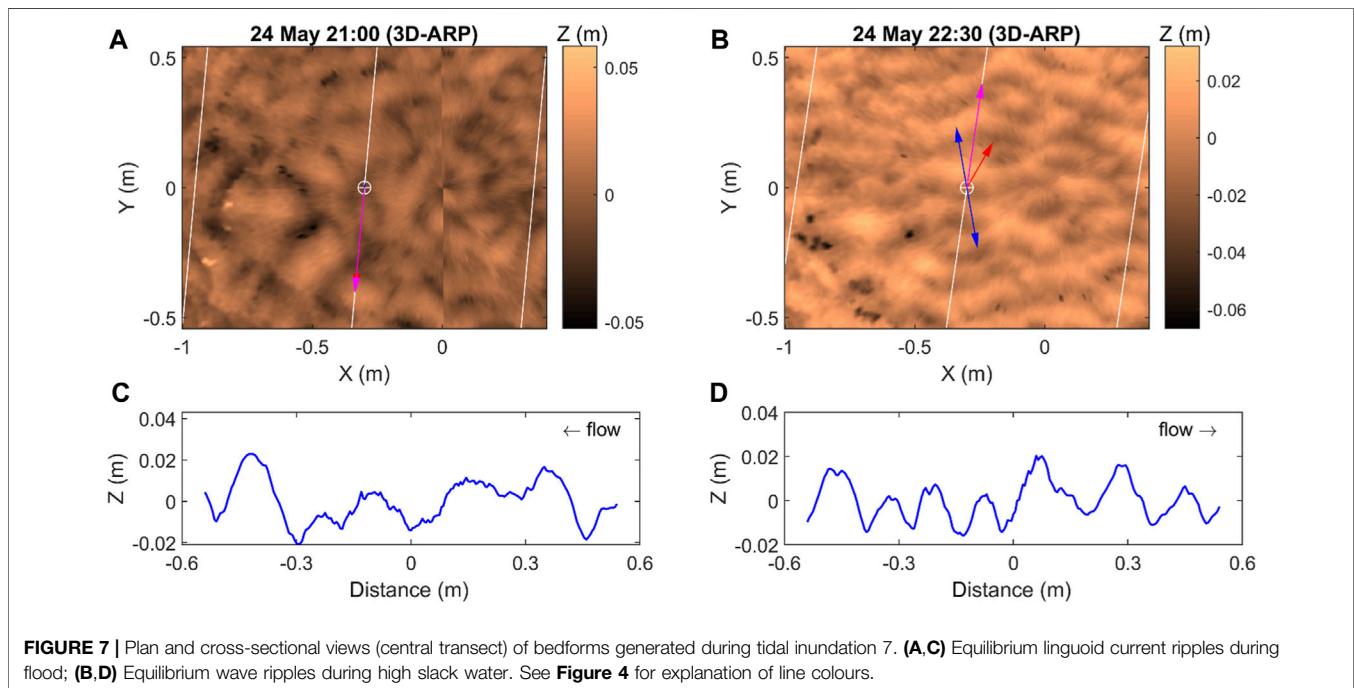 A
24 May 21:00 (3D-ARP)
Z (m)
0.5
0
-0.5
Y (m)
-1
-0.5
0
X (m)
0.05
0
-0.05
B
24 May 22:30 (3D-ARP)
Z (m)
0.5
0
-0.5
Y (m)
-1
-0.5
0
X (m)
0.02
0
-0.02
-0.04
-0.06
C
← flow
0.04
0.02
0
-0.02
Z (m)
-0.6
-0.3
0
0.3
0.6
Distance (m)
D
flow →
0.04
0.02
0
-0.02
Z (m)
-0.6
-0.3
0
0.3
0.6
Distance (m)
FIGURE 7 | Plan and cross-sectional views (central transect) of bedforms generated during tidal inundation 7. (A,C) Equilibrium linguoid current ripples during
flood; (B,D) Equilibrium wave ripples during high slack water. See Figure 4 for explanation of line colours.